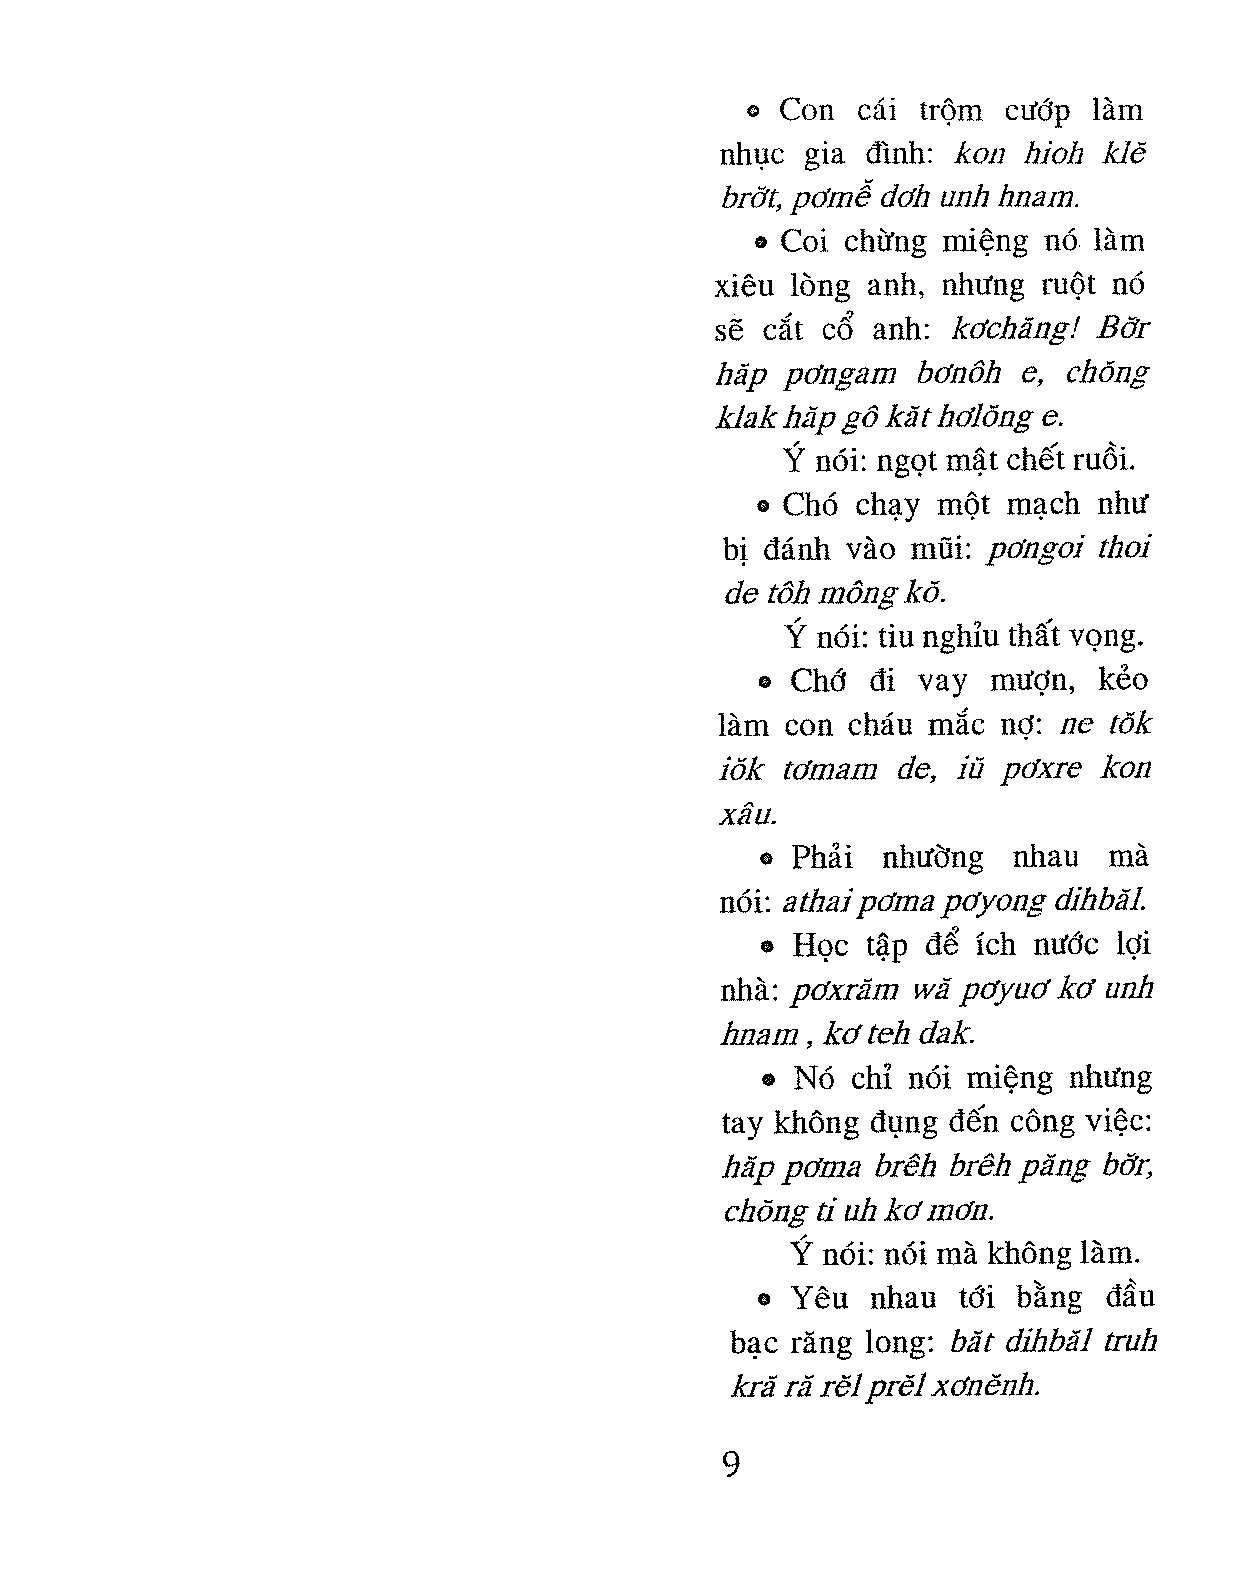 • Con cái trộm cướp làm
nhục gia đình: kon hioh klĕ
brơ̆t, pơmê̆ dơh unh hnam.
• Coi chừng miệng nó làm
xiêu lòng anh, nhưng ruột nó
sẽ cắt cổ anh: kơchăng! Bơ̆r
hăp pơngam bơnôh e, chŏng
klak hăp gô kăt hơlŏng e.
Ý nói: ngọt mật chết ruồi.
• Chó chạy một mạch như
bị đánh vào mũi: pơngoi thoi
de tôh mông kŏ.
Ý nói: tiu nghỉu thất vọng.
• Chớ đi vay mượn, kẻo
làm con cháu mắc nợ: ne tŏk
iŏk tơmam de, iŭ pơxre kon
xâu.
• Phải nhường nhau mà
nói: athai pơma pơyong dihbăl.
• Học tập để ích nước lợi
nhà: pơxrăm wă pơyuơ kơ unh
hnam , kơ teh dak.
• Nó chỉ nói miệng nhưng
tay không đụng đến công việc:
hăp pơma brêh brêh păng bơ̆r,
chŏng ti uh kơ mơn.
Ý nói: nói mà không làm.
• Yêu nhau tới bằng đầu
bạc răng long: băt dihbăl truh
kră ră rĕl prĕl xơnĕnh.
9